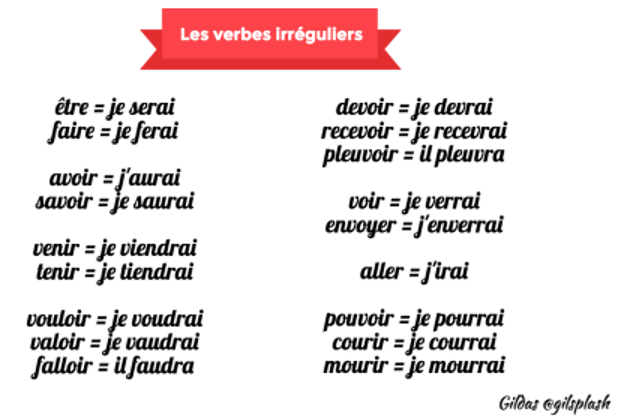 Les verbes irréguliers
être = je serai
faire = je ferai
avoir = j'aurai
savoir = je saurai
venir = je viendrai
tenir = je tiendrai
vouloir = je voudrai
valoir = je vaudrai
falloir = il faudra
devoir = je devrai
recevoir = je recevrai
pleuvoir = il pleuvra
voir = je verrai
envoyer = j'enverrai
aller = j'irai
pouvoir = je pourrai
courir = je courrai
mourir = je mourrai
Gildas @gilsplash